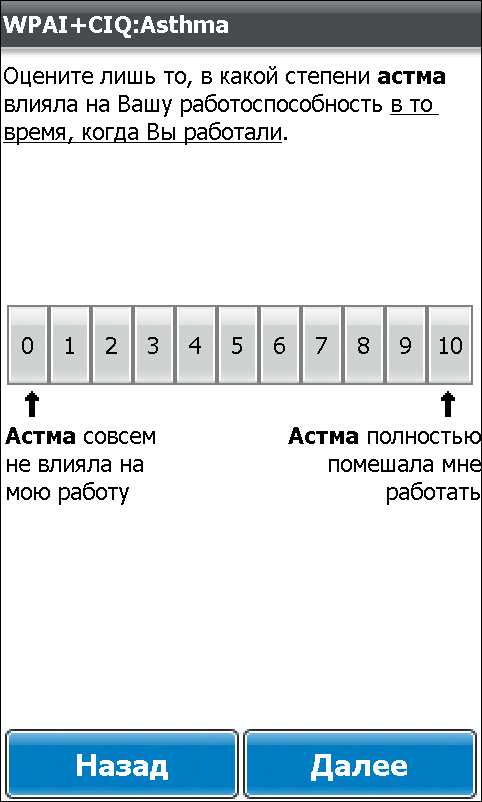 WPAI+CIQ:Asthma
Оцените лишь то, в какой степени астма
влияла на Вашу работоспособность в то
время, когда Вы работали.
0 1 2 3 4 5 6 7 8 9 10
Астма совсем
не влияла на
мою работу
Астма полностью
помешала мне
работать
Назад Далее